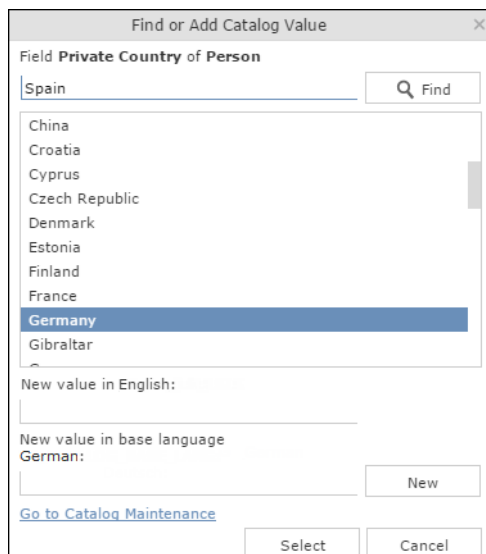 Find or Add Catalog Value
Field Private Country of Person
Spain
Find
China
Croatia
Cyprus
Czech Republic
Denmark
Estonia
Finland
France
Germany
Gibraltar
New value in English:
New value in base language
German:
New
Go to Catalog Maintenance
Select
Cancel